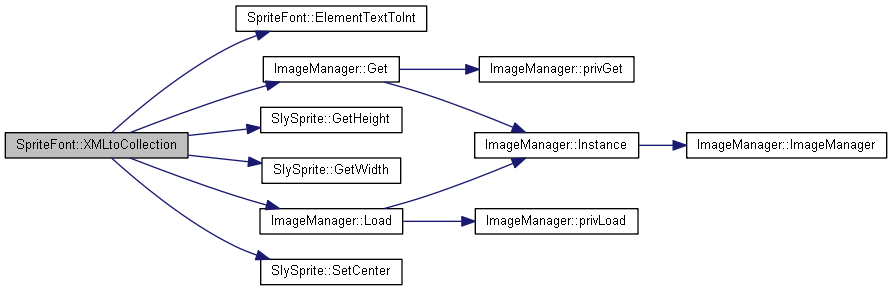 SpriteFont::ElementTextToInt
ImageManager::Get
ImageManager::privGet
SlySprite::GetHeight
SpriteFont::XMLtoCollection
ImageManager::Instance
ImageManager::ImageManager
SlySprite::GetWidth
ImageManager::Load
ImageManager::privLoad
SlySprite::SetCenter